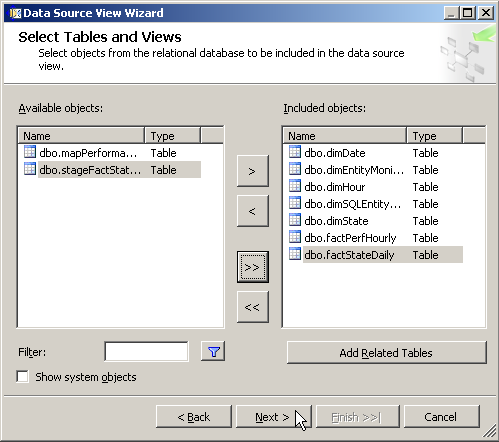 Data Source View Wizard
Select Tables and Views
Select objects from the relational database to be included in the data source
view.
Available objects:
Included objects:
Name Type
dbo.mapPerforma... Table
dbo.stageFactStat... Table
>
<
>>
<<
Name Type
dbo.dimDate Table
dbo.dimEntityMoni... Table
dbo.dimHour Table
dbo.dimSQLEntity... Table
dbo.dimState Table
dbo.factPerfHourly Table
dbo.factStateDaily Table
Filter:
Add Related Tables
Show system objects
< Back
Next >
Finish >>|
Cancel